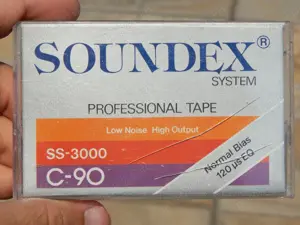 SOUNDEX®
SYSTEM
PROFESSIONAL TAPE
Low Noise High Output
SS-3000
C-90
Normal Bias
120 µs EQ